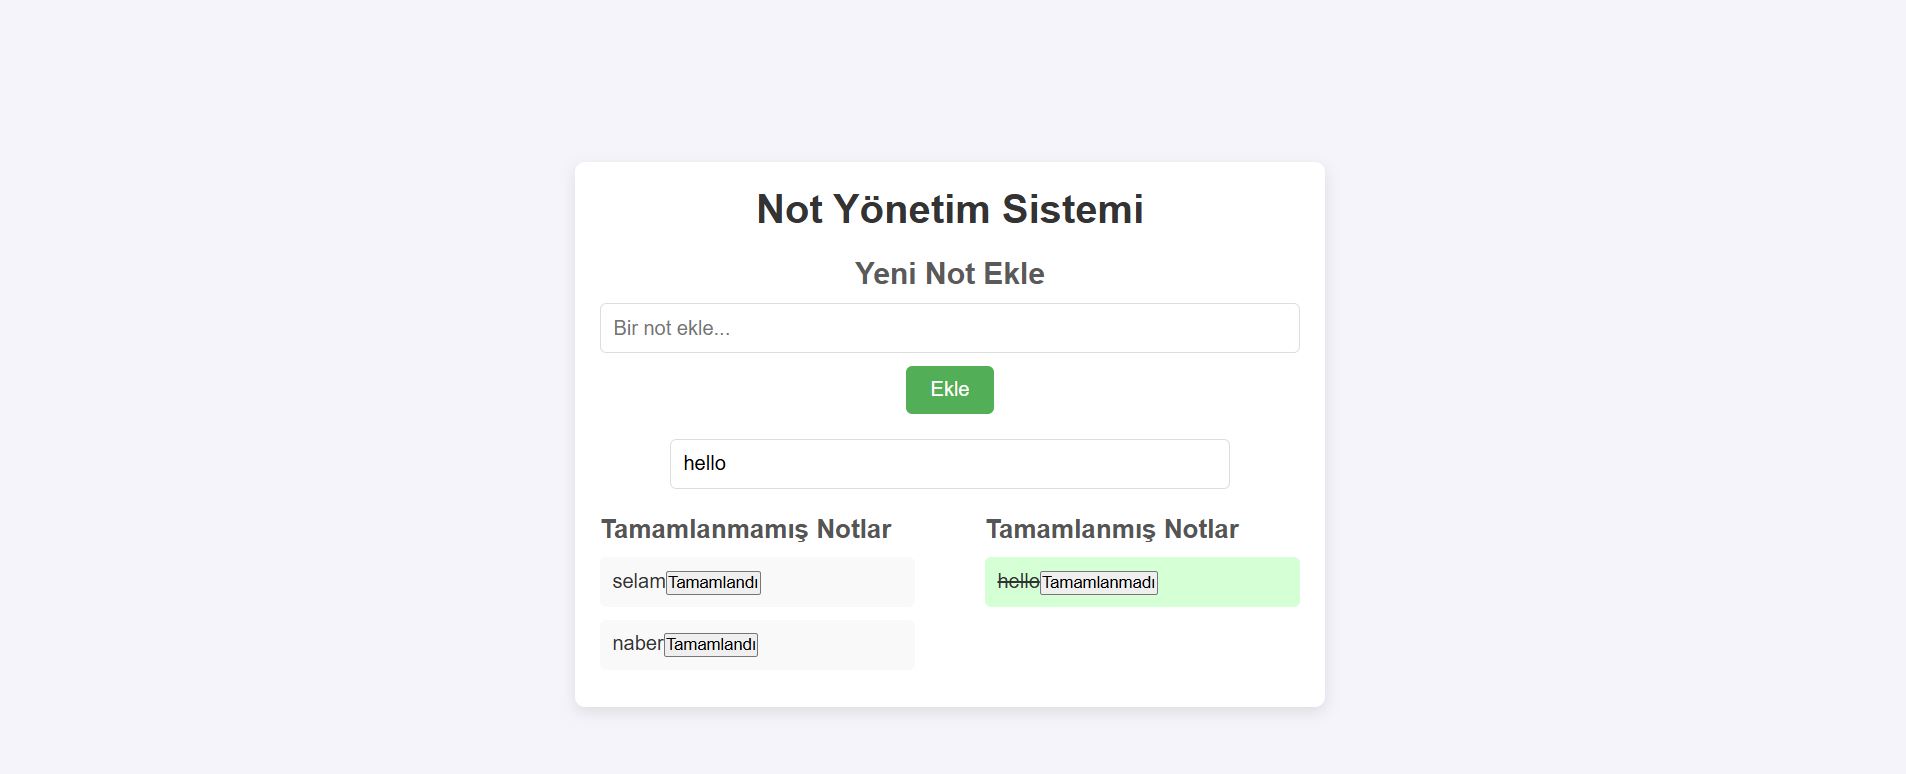 Not Yönetim Sistemi
Yeni Not Ekle
Bir not ekle...
Ekle
hello
Tamamlanmamış Notlar
selam Tamamlandı
naber Tamamlandı
Tamamlanmış Notlar
hello Tamamlanmadı